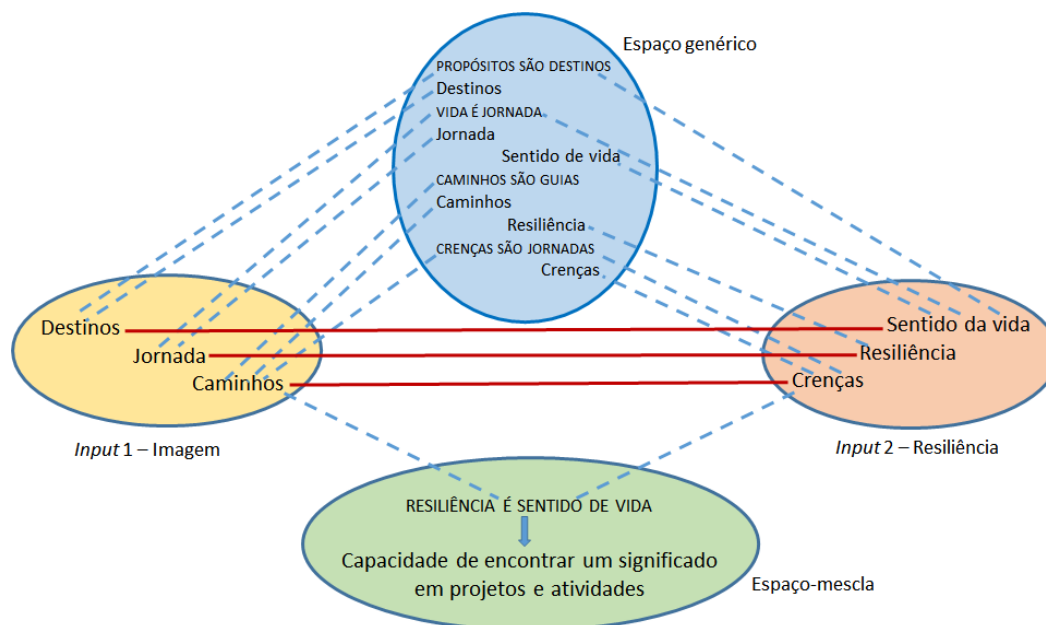 Espaço genérico
PROPÓSITOS SÃO DESTINOS
Destinos
VIDA É JORNADA
Jornada
Sentido de vida
CAMINHOS SÃO GUIAS
Caminhos
Resiliência
CRENÇAS SÃO JORNADAS
Crenças
Destinos
Jornada
Caminhos
Input 1 – Imagem
Sentido da vida
Resiliência
Crenças
Input 2 – Resiliência
RESILIÊNCIA É SENTIDO DE VIDA
Capacidade de encontrar um significado
em projetos e atividades
Espaço-mescla